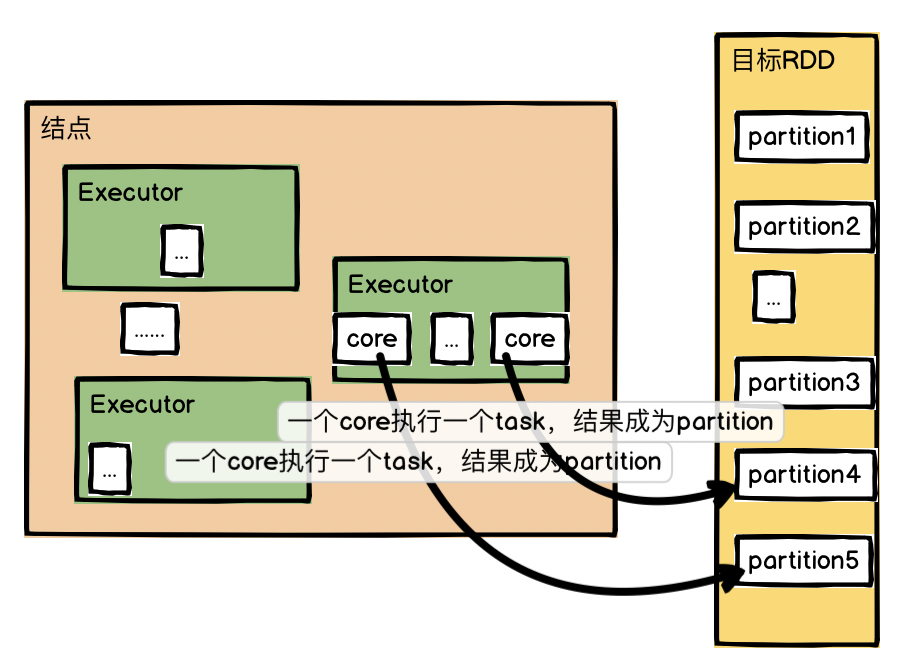 目标RDD
partition1
partition2
...
partition3
partition4
partition5
结点
Executor
...
......
Executor
core
...
core
Executor
...
一个core执行一个task，结果成为partition
一个core执行一个task，结果成为partition